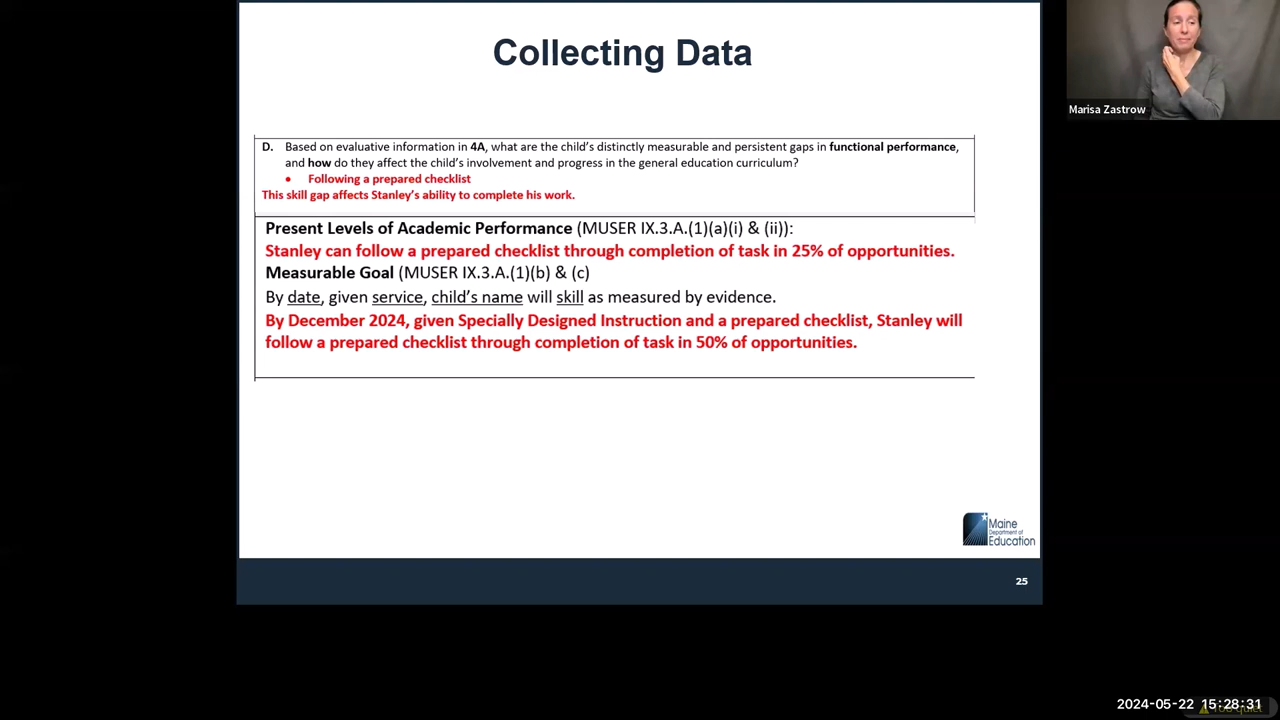 Collecting Data
Marisa Zastrow
D. Based on evaluative information in 4A, what are the child's distinctly measurable and persistent gaps in functional performance,
and how do they affect the child's involvement and progress in the general education curriculum?
• Following a prepared checklist
This skill gap affects Stanley's ability to complete his work.
Present Levels of Academic Performance (MUSER IX.3.A.(1)(a)(i) & (ii)):
Stanley can follow a prepared checklist through completion of task in 25% of opportunities.
Measurable Goal (MUSER IX.3.A.(1)(b) & (c)
By date, given service, child's name will skill as measured by evidence.
By December 2024, given Specially Designed Instruction and a prepared checklist, Stanley will
follow a prepared checklist through completion of task in 50% of opportunities.
Maine
Department of
Education
25
2024-05-22 15:28:31